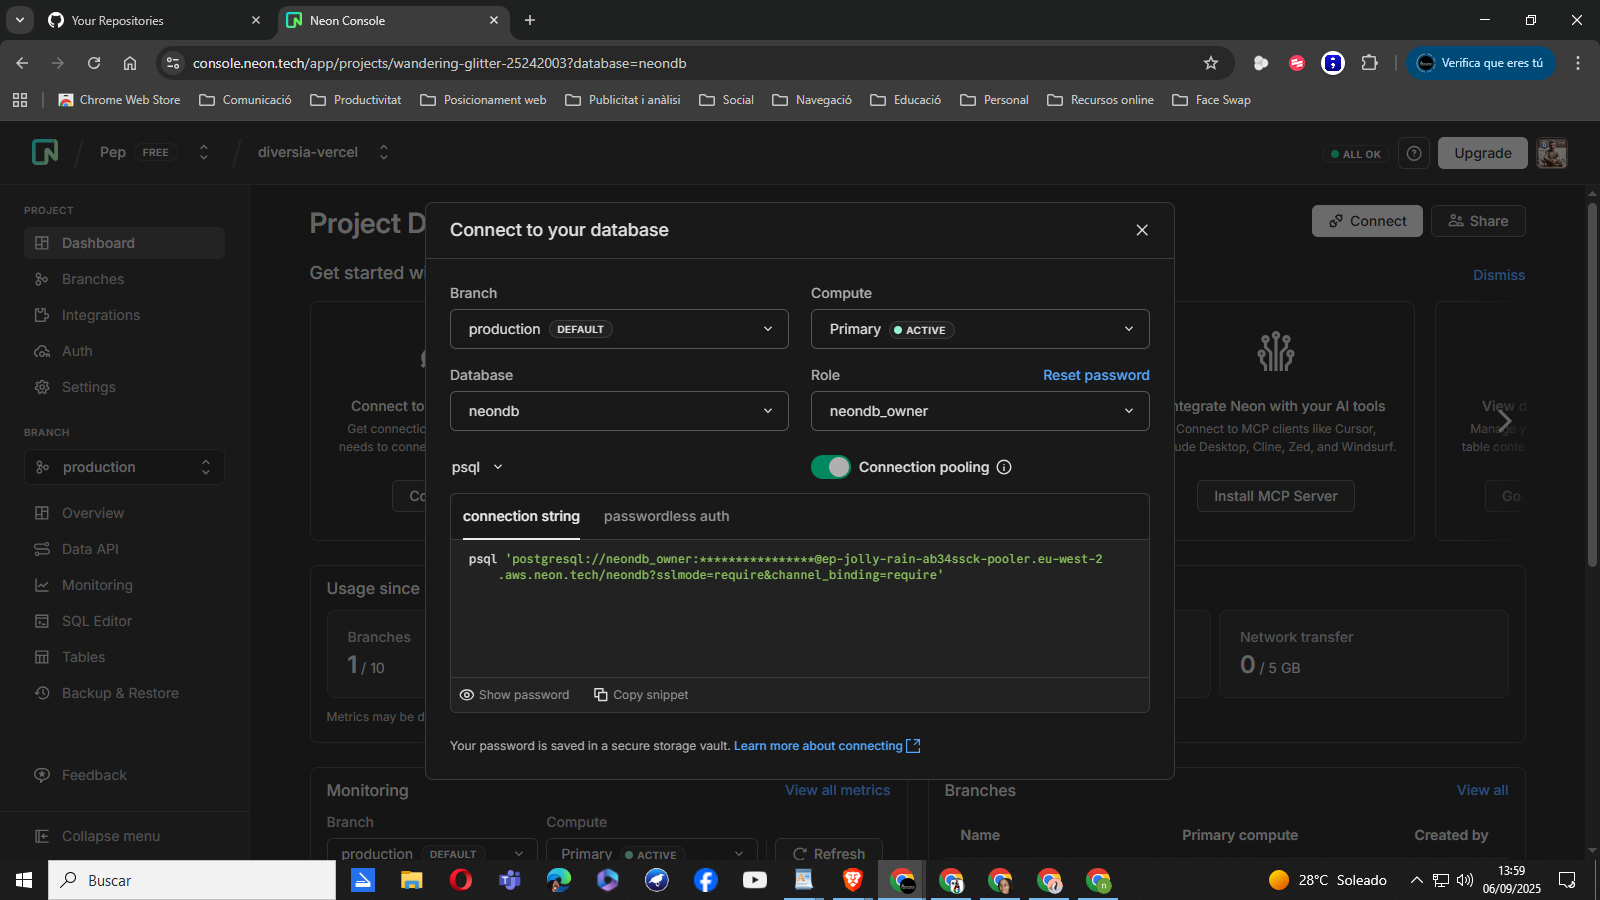 Your Repositories
Neon Console
console.neon.tech/app/projects/wandering-glitter-25242003?database=neondb
Verifica que eres tú
Chrome Web Store
Comunicació
Productivitat
Posicionament web
Publicitat i anàlisi
Social
Navegació
Educació
Personal
Recursos online
Face Swap
Pep FREE
diversia-vercel
ALL OK
Upgrade
PROJECT
Dashboard
Branches
Integrations
Auth
Settings
BRANCH
production
Overview
Data API
Monitoring
SQL Editor
Tables
Backup & Restore
Feedback
Collapse menu
Project D
Connect
Share
Get started wi
Dismiss
Connect to
Get connectio
needs to conne
Co
ntegrate Neon with your AI tools
Connect to MCP clients like Cursor,
ude Desktop, Cline, Zed, and Windsurf.
Install MCP Server
View d
Manage y
table conte
Go
Connect to your database
Branch
production DEFAULT
Compute
Primary ACTIVE
Database
neondb
Role
Reset password
neondb_owner
psql
Connection pooling
connection string
passwordless auth
psql 'postgresql://neondb_owner:****************@ep-jolly-rain-ab34ssck-pooler.eu-west-2
.aws.neon.tech/neondb?sslmode=require&channel_binding=require'
Show password
Copy snippet
Your password is saved in a secure storage vault. Learn more about connecting
Usage since
Branches
1 / 10
Metrics may be d
Network transfer
0 / 5 GB
Monitoring
View all metrics
Branch
Compute
production DEFAULT
Primary ACTIVE
Refresh
Branches
View all
Name
Primary compute
Created by
Buscar
28°C Soleado
13:59
06/09/2025